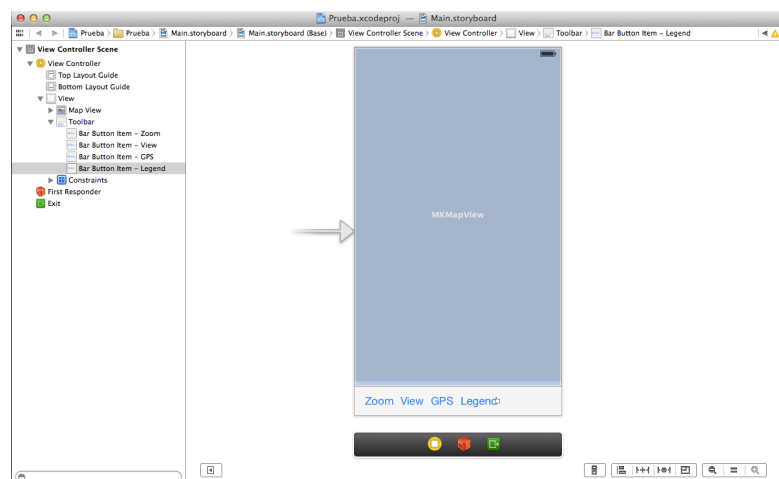 Prueba.xcodeproj — Main.storyboard
Prueba Prueba Main.storyboard Main.storyboard (Base) View Controller Scene View Controller View Toolbar Bar Button Item – Legend
View Controller Scene
View Controller
Top Layout Guide
Bottom Layout Guide
View
Map View
Toolbar
Bar Button Item – Zoom
Bar Button Item – View
Bar Button Item – GPS
Bar Button Item – Legend
Constraints
First Responder
Exit
MKMapView
Zoom View GPS Legend